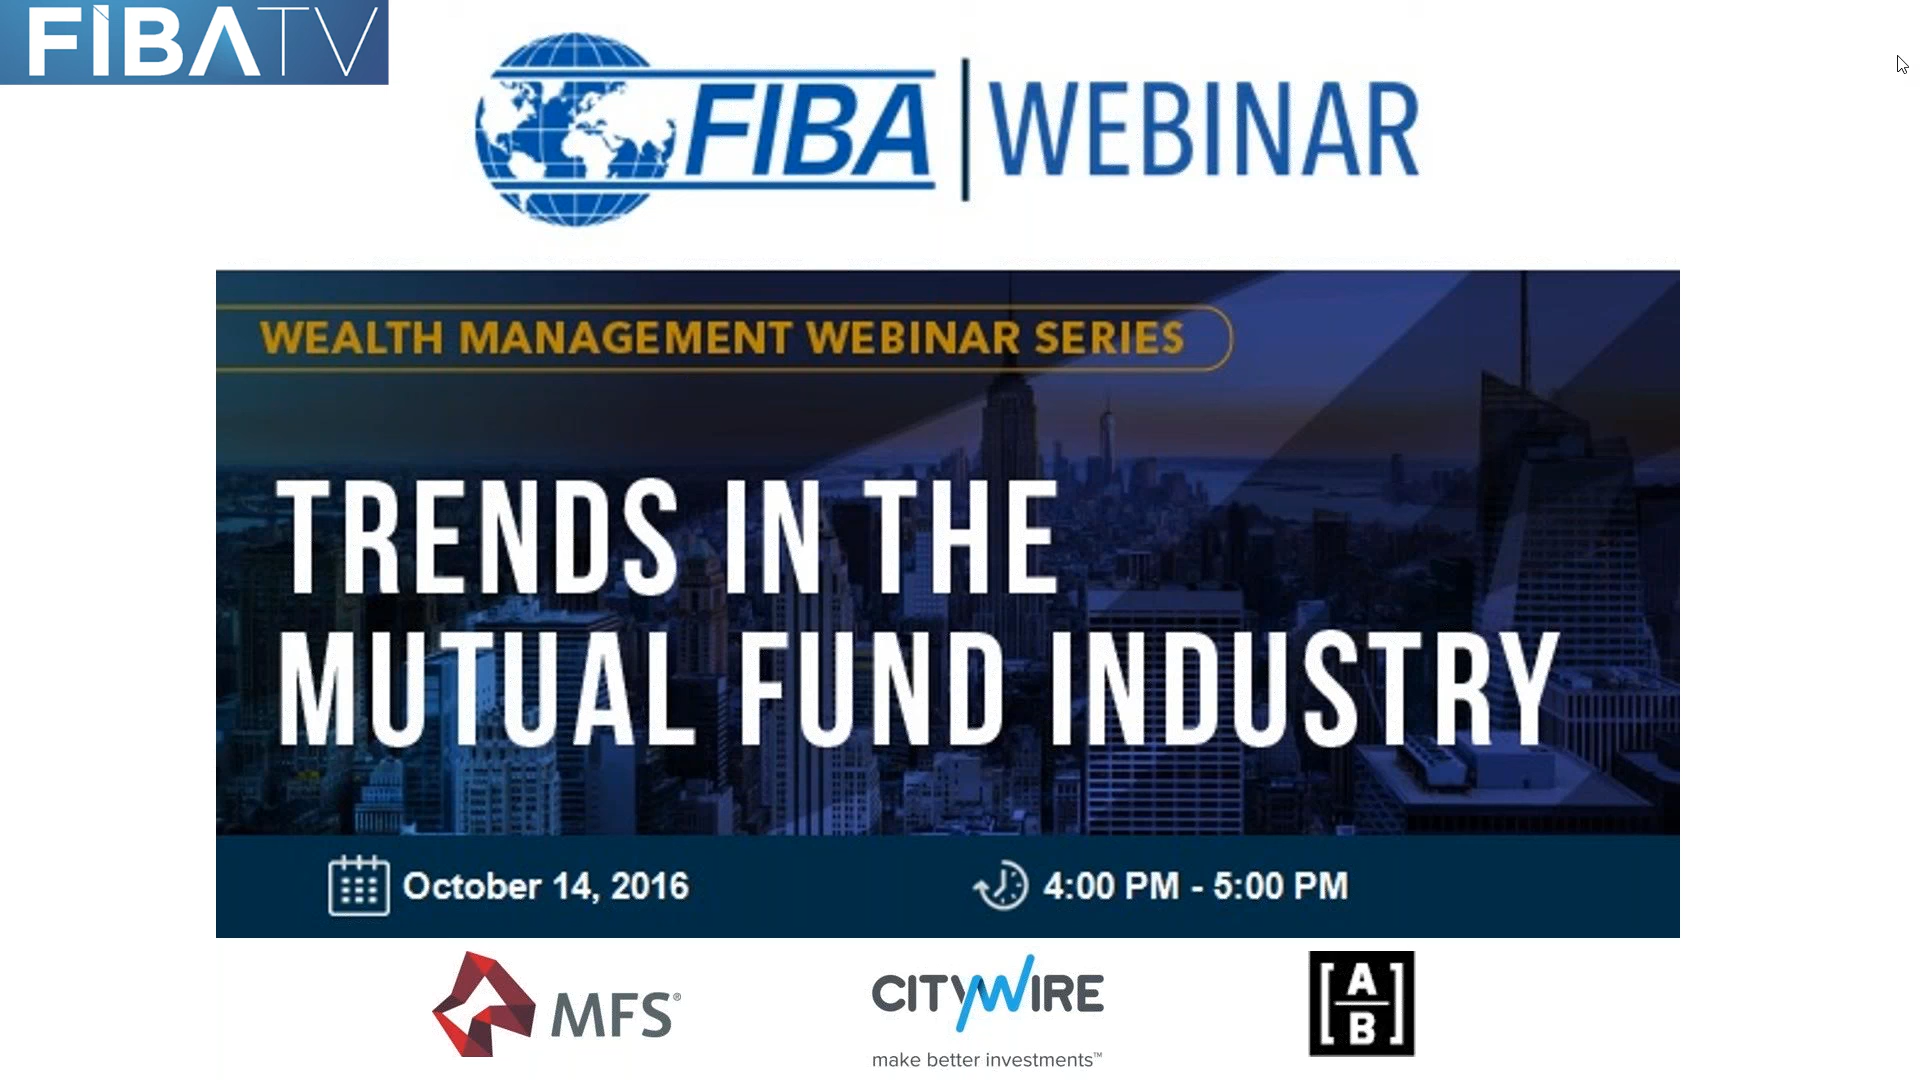 FIBATV
FIBA | WEBINAR
WEALTH MANAGEMENT WEBINAR SERIES
TRENDS IN THE
MUTUAL FUND INDUSTRY
October 14, 2016
4:00 PM - 5:00 PM
MFS®
CITYWIRE
make better investments™
[A
B]